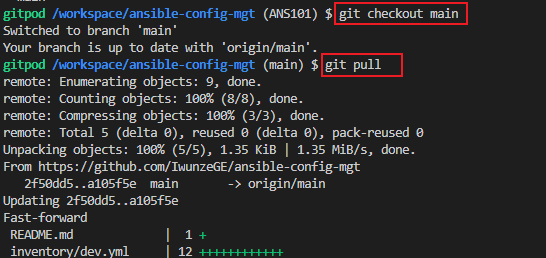 gitpod /workspace/ansible-config-mgt (ANS101) $ git checkout main
Switched to branch 'main'
Your branch is up to date with 'origin/main'.
gitpod /workspace/ansible-config-mgt (main) $ git pull
remote: Enumerating objects: 9, done.
remote: Counting objects: 100% (8/8), done.
remote: Compressing objects: 100% (3/3), done.
remote: Total 5 (delta 0), reused 0 (delta 0), pack-reused 0
Unpacking objects: 100% (5/5), 1.35 KiB | 1.35 MiB/s, done.
From https://github.com/IwunzeGE/ansible-config-mgt
   2f50dd5..a105f5e  main       -> origin/main
Updating 2f50dd5..a105f5e
Fast-forward
 README.md         |  1 +
 inventory/dev.yml | 12 ++++++++++++